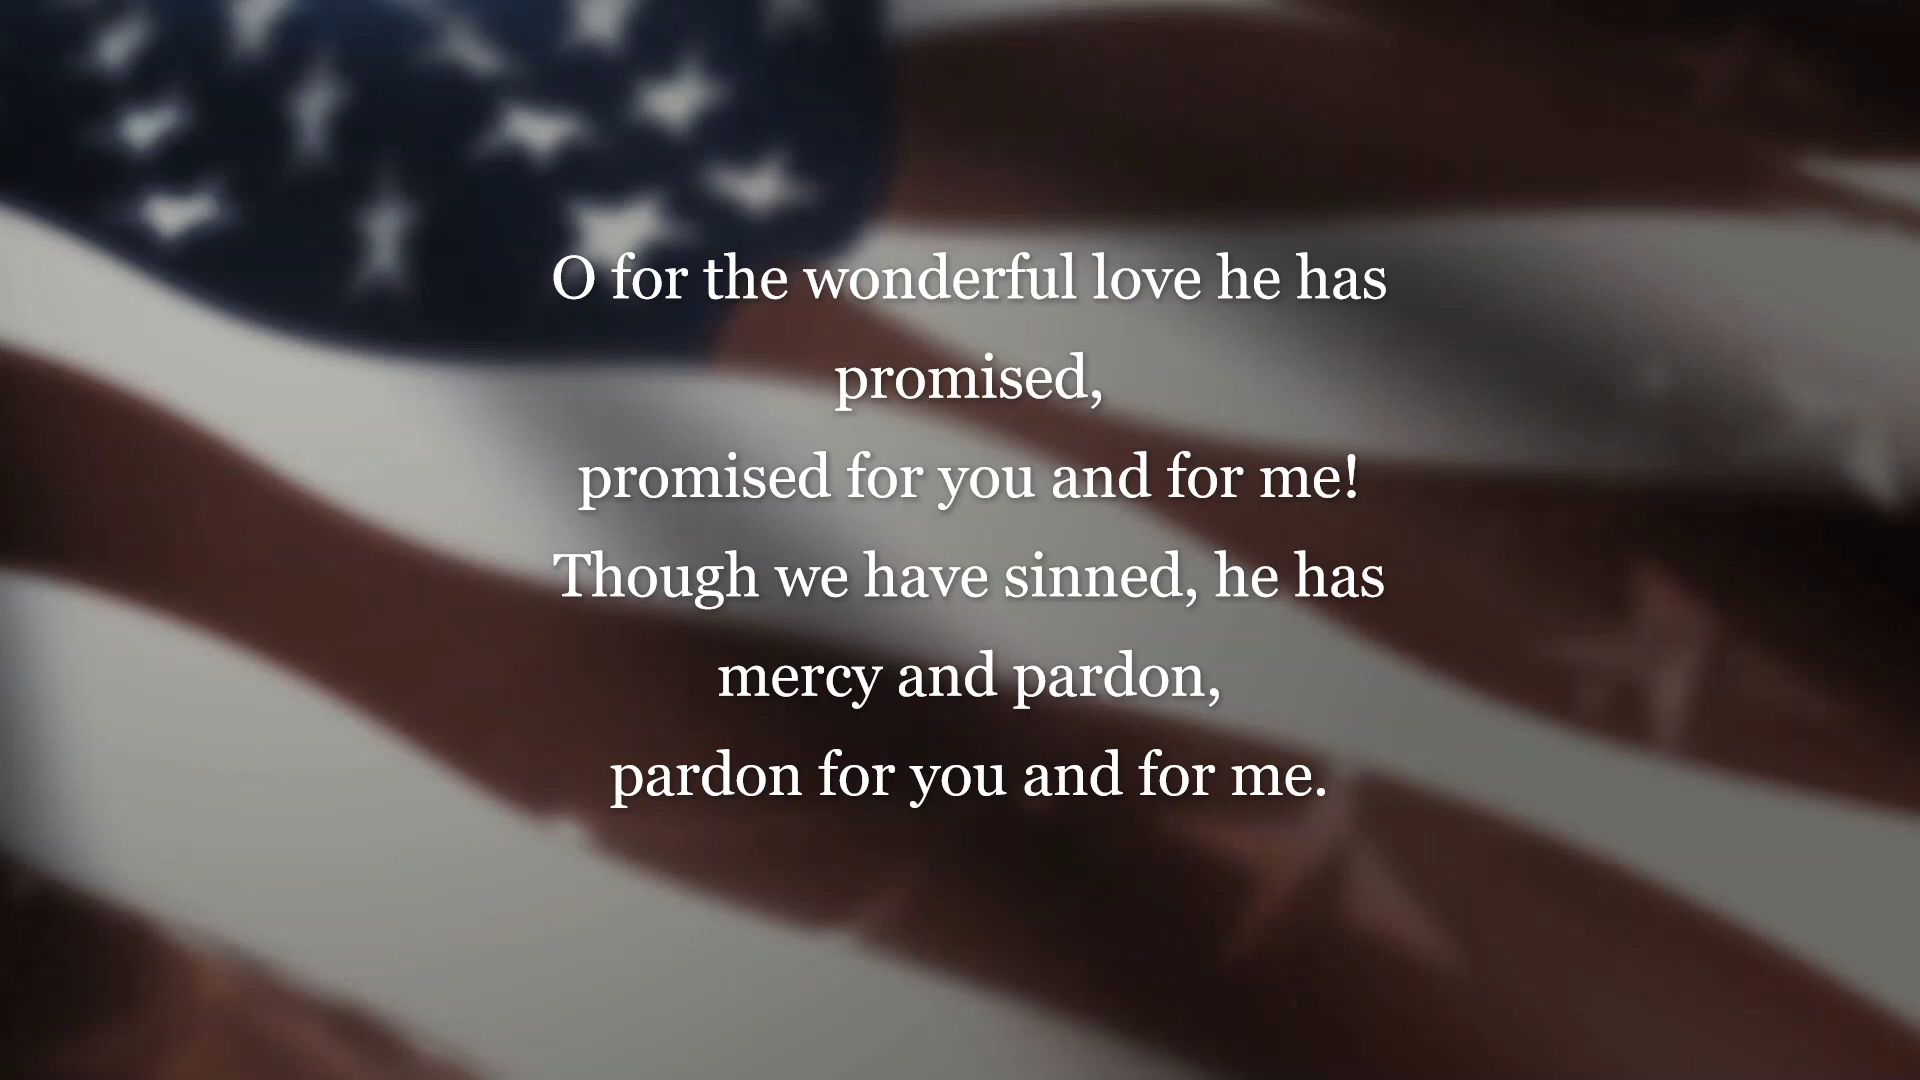 O for the wonderful love he has
promised,
promised for you and for me!
Though we have sinned, he has
mercy and pardon,
pardon for you and for me.